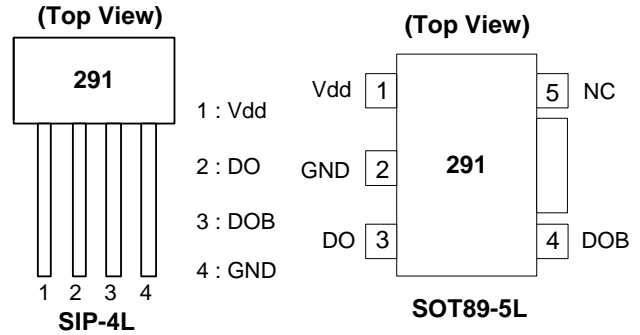 (Top View)
291
1 : Vdd
2 : DO
3 : DOB
4 : GND
1 2 3 4
SIP-4L
(Top View)
Vdd 1
5 NC
GND 2
291
DO 3
4 DOB
SOT89-5L